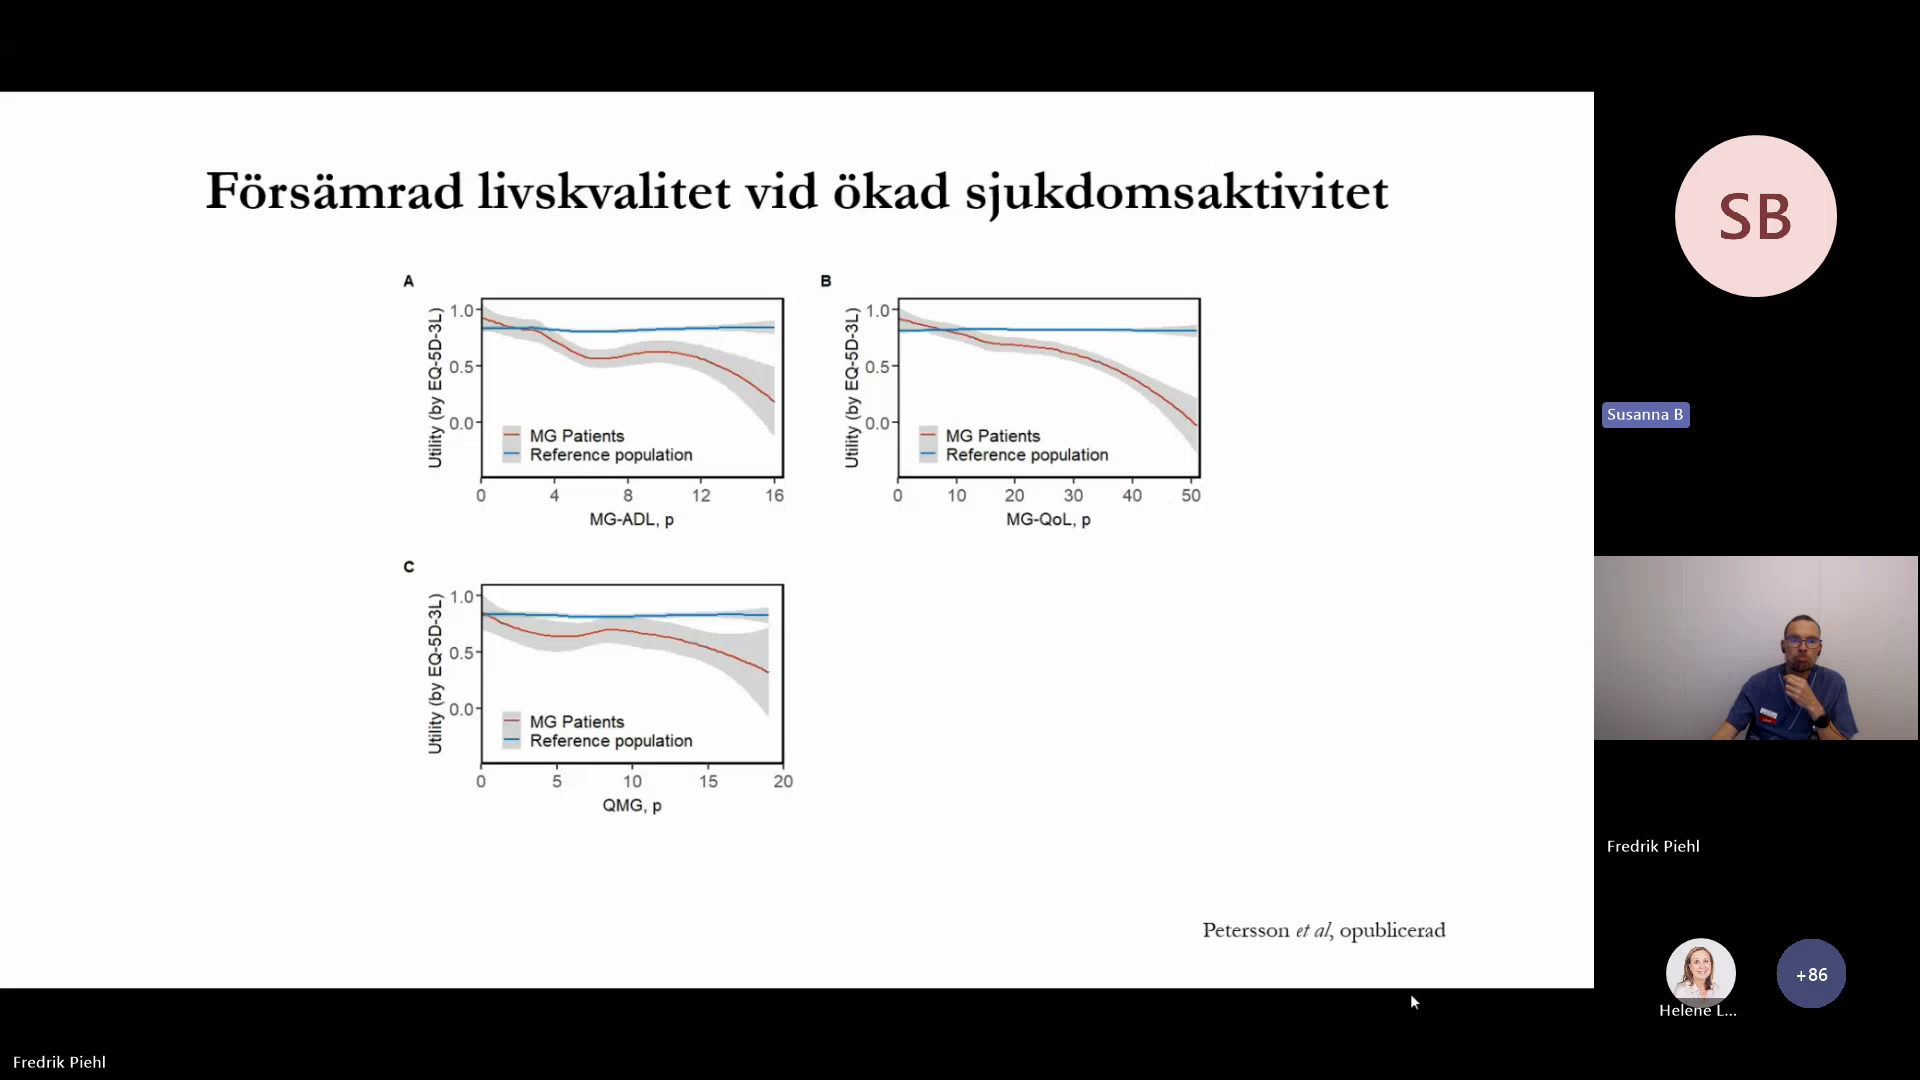 Försämrad livskvalitet vid ökad sjukdomsaktivitet
A
Utility (by EQ-5D-3L)
1.0
0.5
0.0
MG Patients
Reference population
0 4 8 12 16
MG-ADL, p
B
Utility (by EQ-5D-3L)
1.0
0.5
0.0
MG Patients
Reference population
0 10 20 30 40 50
MG-QoL, p
C
Utility (by EQ-5D-3L)
1.0
0.5
0.0
MG Patients
Reference population
0 5 10 15 20
QMG, p
Petersson et al, opublicerad
SB
Susanna B
Fredrik Piehl
+86
Helene L...
Fredrik Piehl